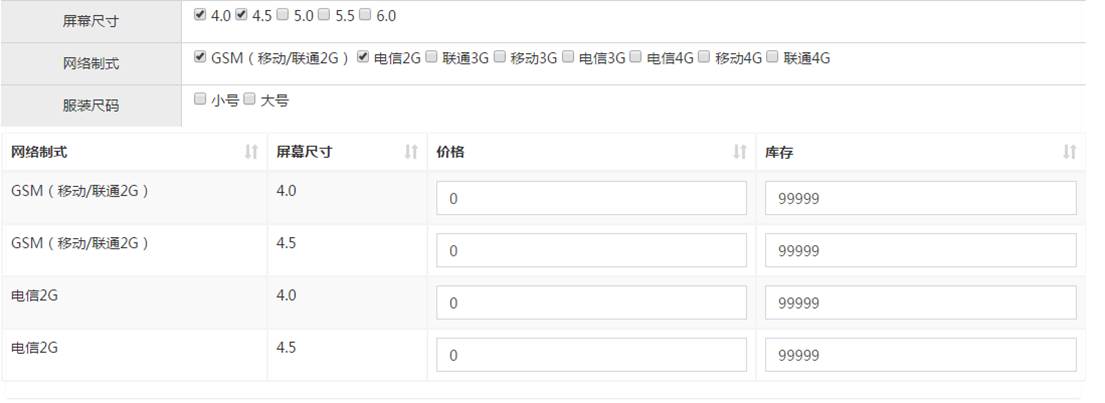 屏幕尺寸 4.0 4.5 5.0 5.5 6.0
网络制式 GSM（移动/联通2G） 电信2G 联通3G 移动3G 电信3G 电信4G 移动4G 联通4G
服装尺码 小号 大号
网络制式 屏幕尺寸 价格 库存
GSM（移动/联通2G） 4.0 0 99999
GSM（移动/联通2G） 4.5 0 99999
电信2G 4.0 0 99999
电信2G 4.5 0 99999